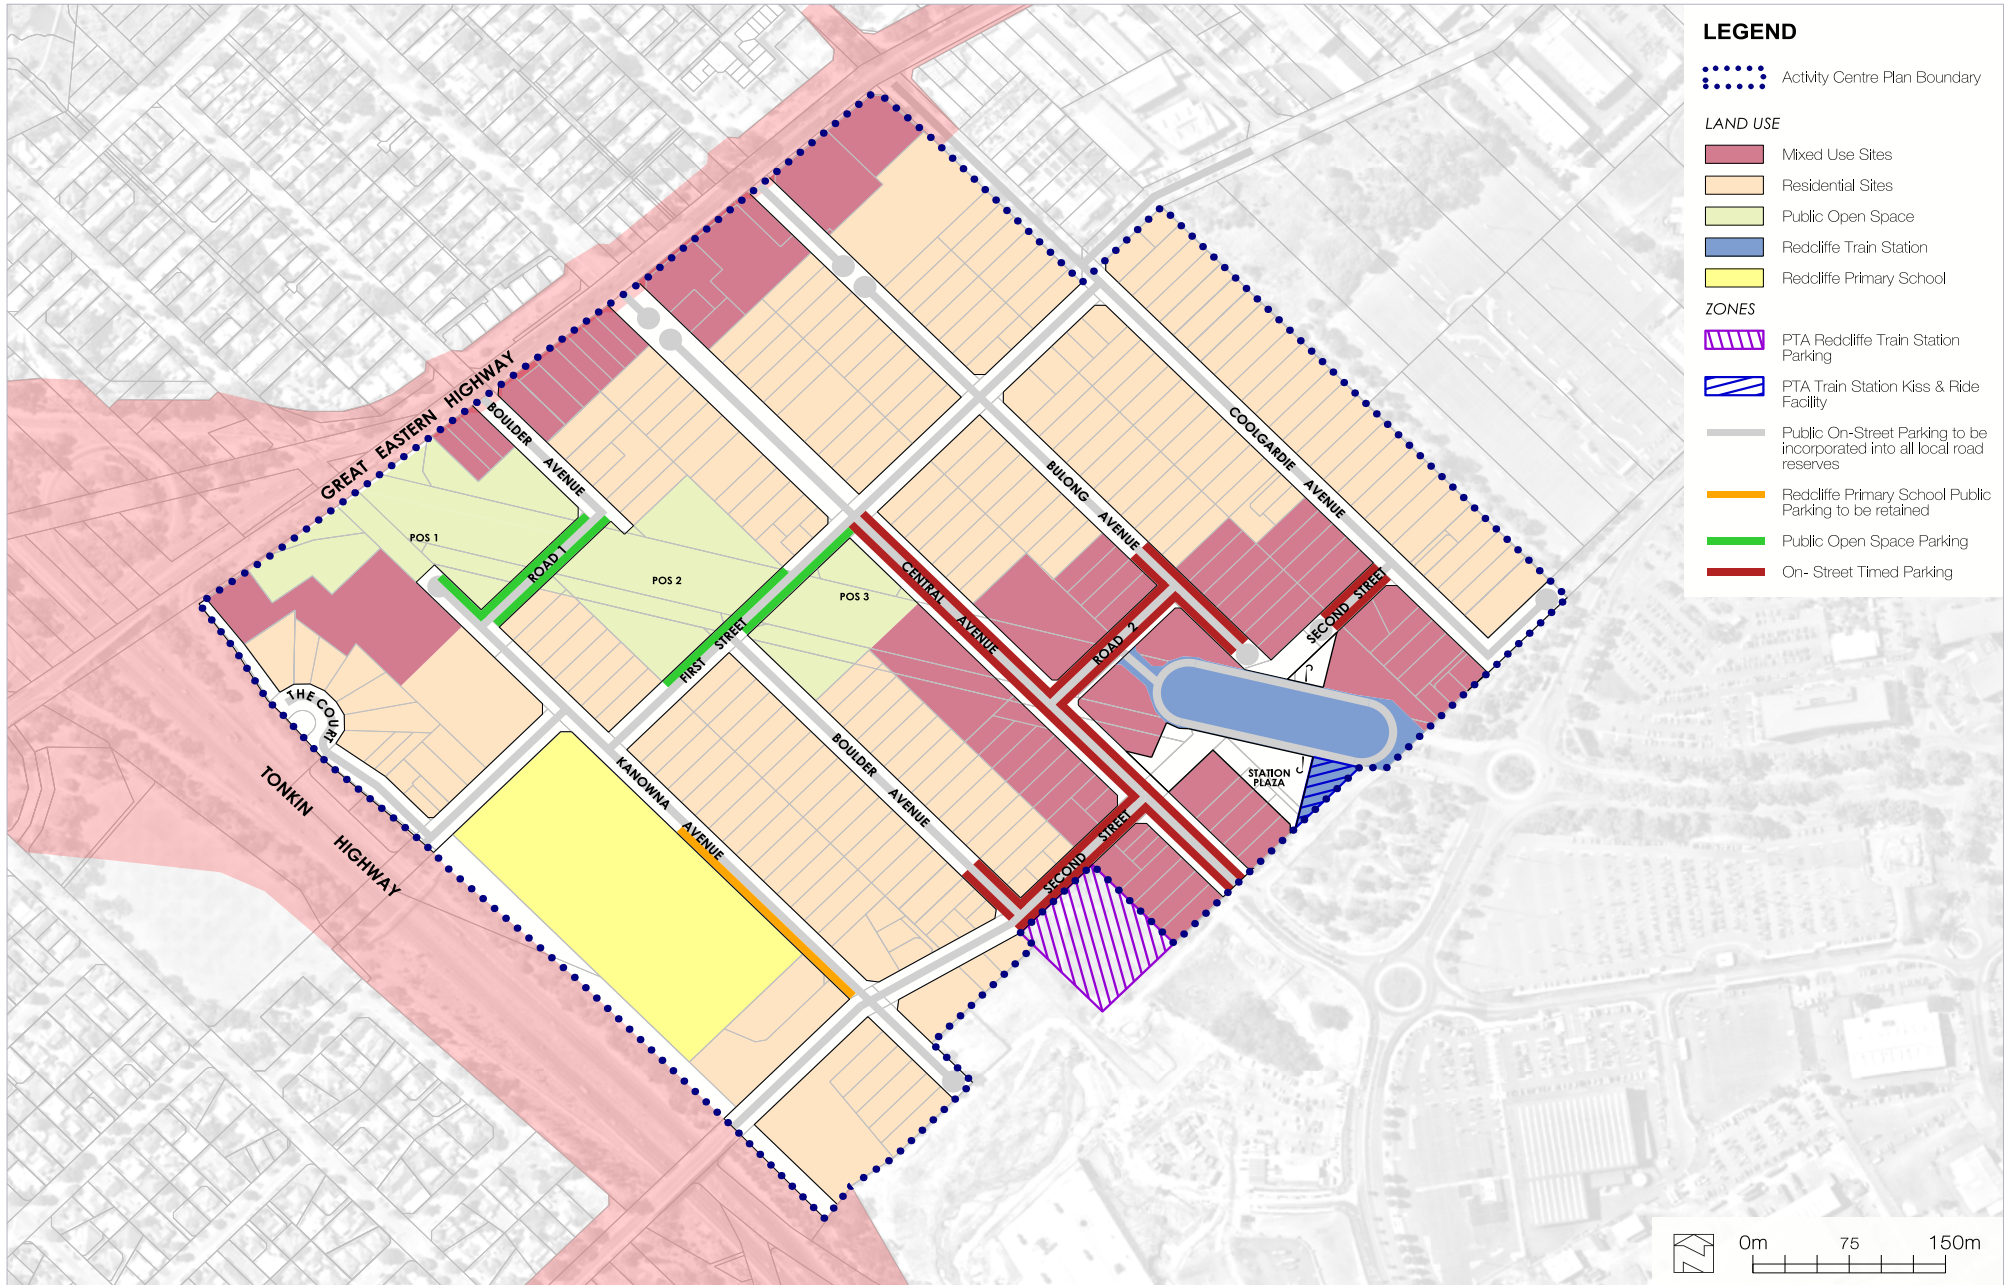 LEGEND
Activity Centre Plan Boundary
LAND USE
Mixed Use Sites
Residential Sites
Public Open Space
Redcliffe Train Station
Redcliffe Primary School
ZONES
PTA Redcliffe Train Station
Parking
PTA Train Station Kiss & Ride
Facility
Public On-Street Parking to be
incorporated into all local road
reserves
Redcliffe Primary School Public
Parking to be retained
Public Open Space Parking
On- Street Timed Parking
GREAT EASTERN HIGHWAY
BOULDER AVENUE
COOLGARDIE AVENUE
BULONG AVENUE
POS 1
ROAD 1
POS 2
POS 3
CENTRAL AVENUE
SECOND STREET
ROAD 2
FIRST STREET
THE COURT
TONKIN HIGHWAY
KANOWNA AVENUE
BOULDER AVENUE
STATION
PLAZA
SECOND STREET
0m 75 150m